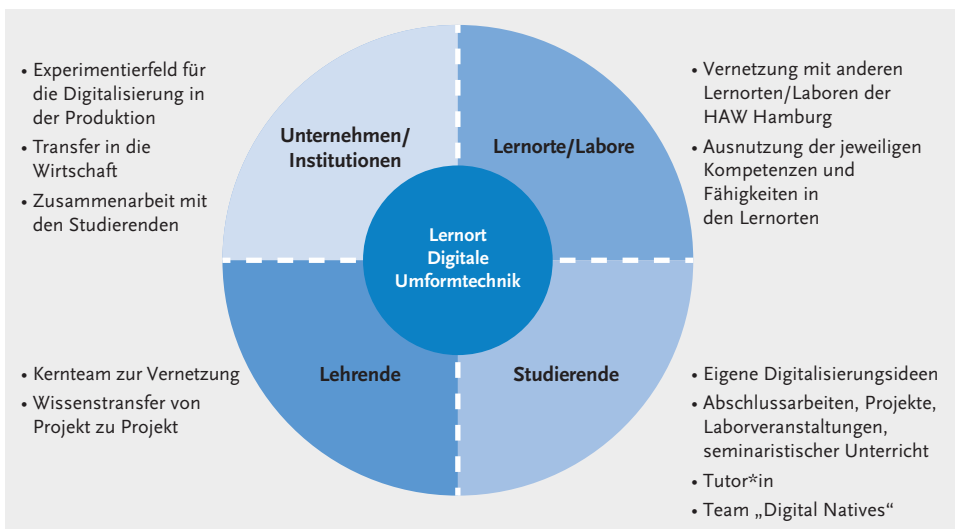 • Experimentierfeld für
die Digitalisierung in
der Produktion
• Transfer in die
Wirtschaft
• Zusammenarbeit mit
den Studierenden
Unternehmen/
Institutionen
Lernorte/Labore
• Vernetzung mit anderen
Lernorten/Laboren der
HAW Hamburg
• Ausnutzung der jeweiligen
Kompetenzen und
Fähigkeiten in
den Lernorten
Lernort
Digitale
Umformtechnik
• Kernteam zur Vernetzung
• Wissenstransfer von
Projekt zu Projekt
Lehrende
Studierende
• Eigene Digitalisierungsideen
• Abschlussarbeiten, Projekte,
Laborveranstaltungen,
seminaristischer Unterricht
• Tutor*in
• Team „Digital Natives“